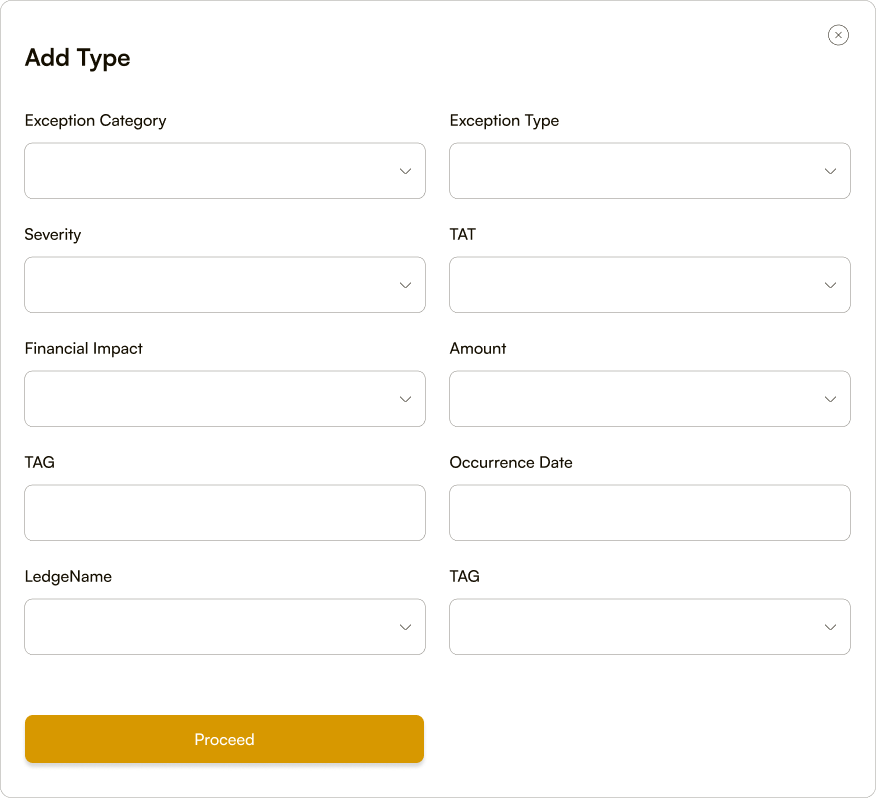 Add Type
Exception Category
Exception Type
Severity
TAT
Financial Impact
Amount
TAG
Occurrence Date
LedgeName
TAG
Proceed